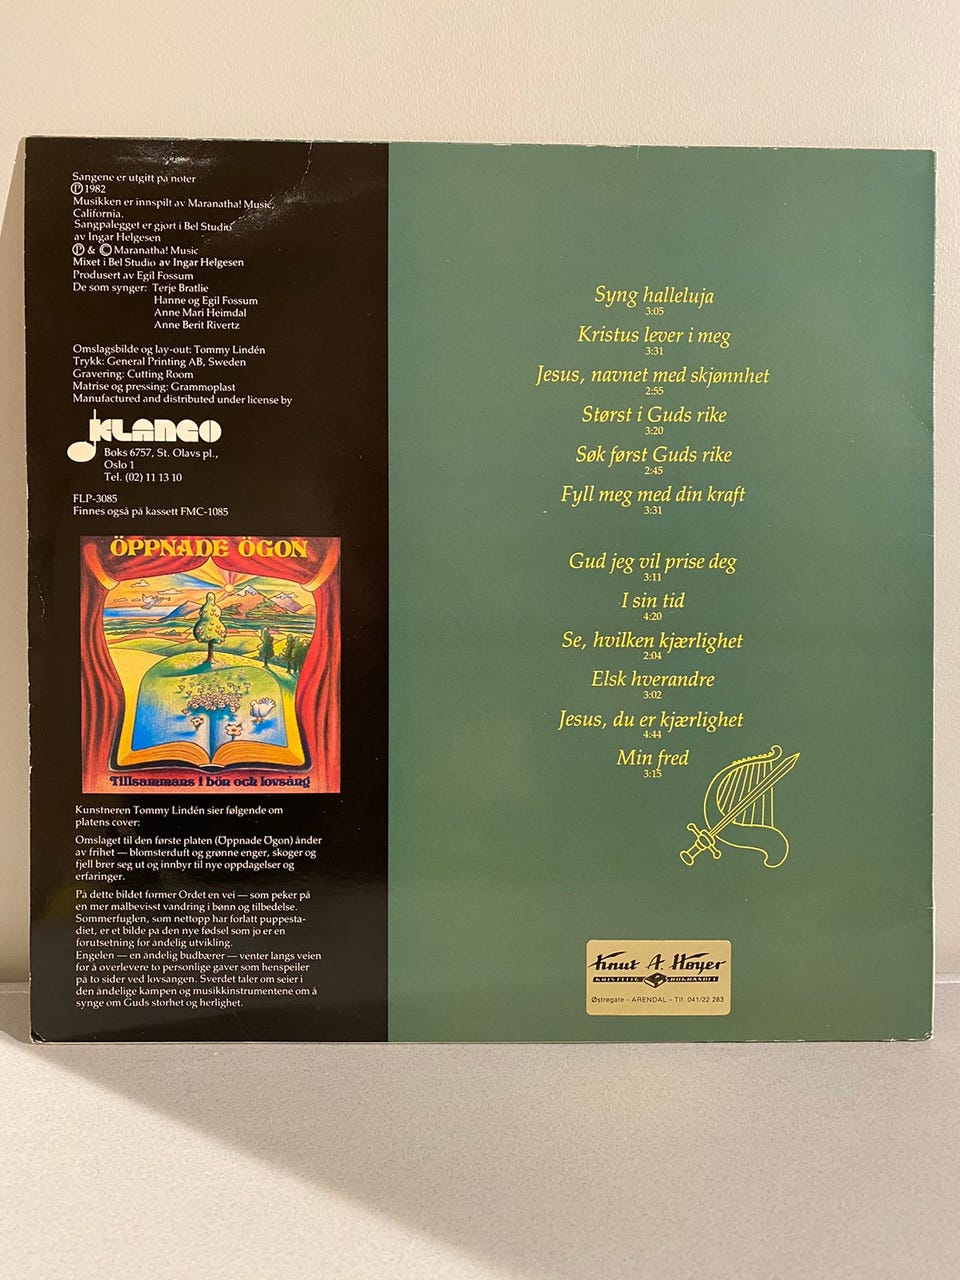 Sangene er utgitt på noter
Ⓟ 1982
Musikken er innspilt av Maranatha! Music,
California.
Sangpålegget er gjort i Bel Studio
av Ingar Helgesen
Ⓟ & © Maranatha! Music
Mixet i Bel Studio av Ingar Helgesen
Produsert av Egil Fossum
De som synger: Terje Bratlie
Hanne og Egil Fossum
Anne Mari Heimdal
Anne Berit Rivertz
Omslagsbilde og lay-out: Tommy Lindén
Trykk: General Printing AB, Sweden
Gravering: Cutting Room
Matrise og pressing: Grammoplast
Manufactured and distributed under license by
KLANGO
Boks 6757, St. Olavs pl.,
Oslo 1
Tel. (02) 11 13 10
FLP-3085
Finnes også på kassett FMC-1085
ÖPPNADE ÖGON
Tillsammans i bön och lovsång
Kunstneren Tommy Lindén sier følgende om
platens cover:
Omslaget til den første platen (Öppnade Ögon) ånder
av frihet — blomsterduft og grønne enger, skoger og
fjell brer seg ut og innbyr til nye oppdagelser og
erfaringer.
På dette bildet former Ordet en vei — som peker på
en mer målbevisst vandring i bønn og tilbedelse.
Sommerfuglen, som nettopp har forlatt puppesta-
diet, er et bilde på den nye fødsel som jo er en
forutsetning for åndelig utvikling.
Engelen — en åndelig budbærer — venter langs veien
for å overlevere to personlige gaver som henspeiler
på to sider ved lovsangen. Sverdet taler om seier i
den åndelige kampen og musikkinstrumentene om å
synge om Guds storhet og herlighet.
Syng halleluja
3:05
Kristus lever i meg
3:31
Jesus, navnet med skjønnhet
2:55
Størst i Guds rike
3:20
Søk først Guds rike
2:45
Fyll meg med din kraft
3:31
Gud jeg vil prise deg
3:11
I sin tid
4:20
Se, hvilken kjærlighet
2:04
Elsk hverandre
3:02
Jesus, du er kjærlighet
4:44
Min fred
3:15
Knut A. Høyer
KRISTELIG BOKHANDEL
Østregate - ARENDAL - Tlf. 041/22 283